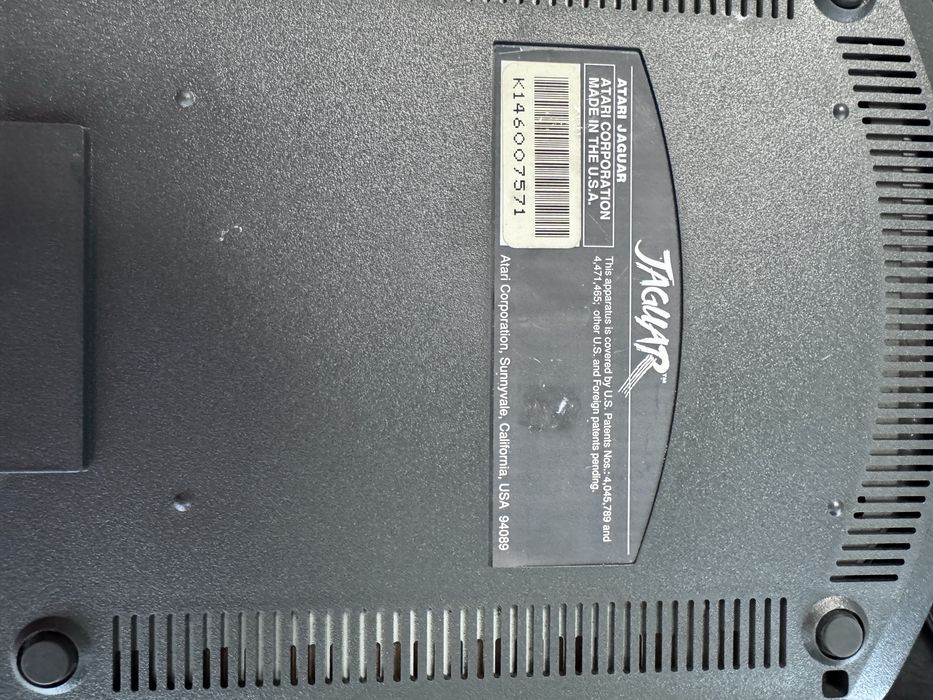 JAGUAR™
ATARI JAGUAR
ATARI CORPORATION
MADE IN THE U.S.A.
K146007571
This apparatus is covered by U.S. Patents Nos.: 4,045,789 and
4,471,465; other U.S. and Foreign patents pending.
Atari Corporation, Sunnyvale, California, USA 94089